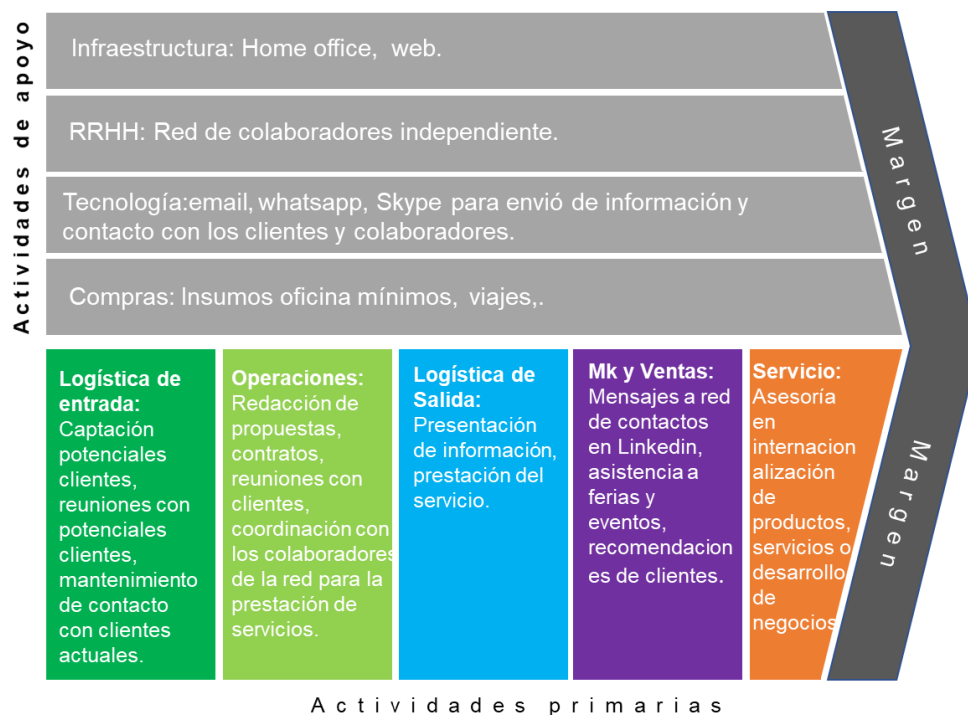 Actividades de apoyo
Infraestructura: Home office, web.
RRHH: Red de colaboradores independiente.
Tecnología:email, whatsapp, Skype para envió de información y
contacto con los clientes y colaboradores.
Compras: Insumos oficina mínimos, viajes,.
Margen
Logística de
entrada:
Captación
potenciales
clientes,
reuniones con
potenciales
clientes,
mantenimiento
de contacto
con clientes
actuales.
Operaciones:
Redacción de
propuestas,
contratos,
reuniones con
clientes,
coordinación con
los colaboradores
de la red para la
prestación de
servicios.
Logística de
Salida:
Presentación
de información,
prestación del
servicio.
Mk y Ventas:
Mensajes a red
de contactos
en Linkedin,
asistencia a
ferias y
eventos,
recomendacion
es de clientes.
Servicio:
Asesoría
en
internacion
alización
de
productos,
servicios o
desarrollo
de
negocios
Margen
Actividades primarias